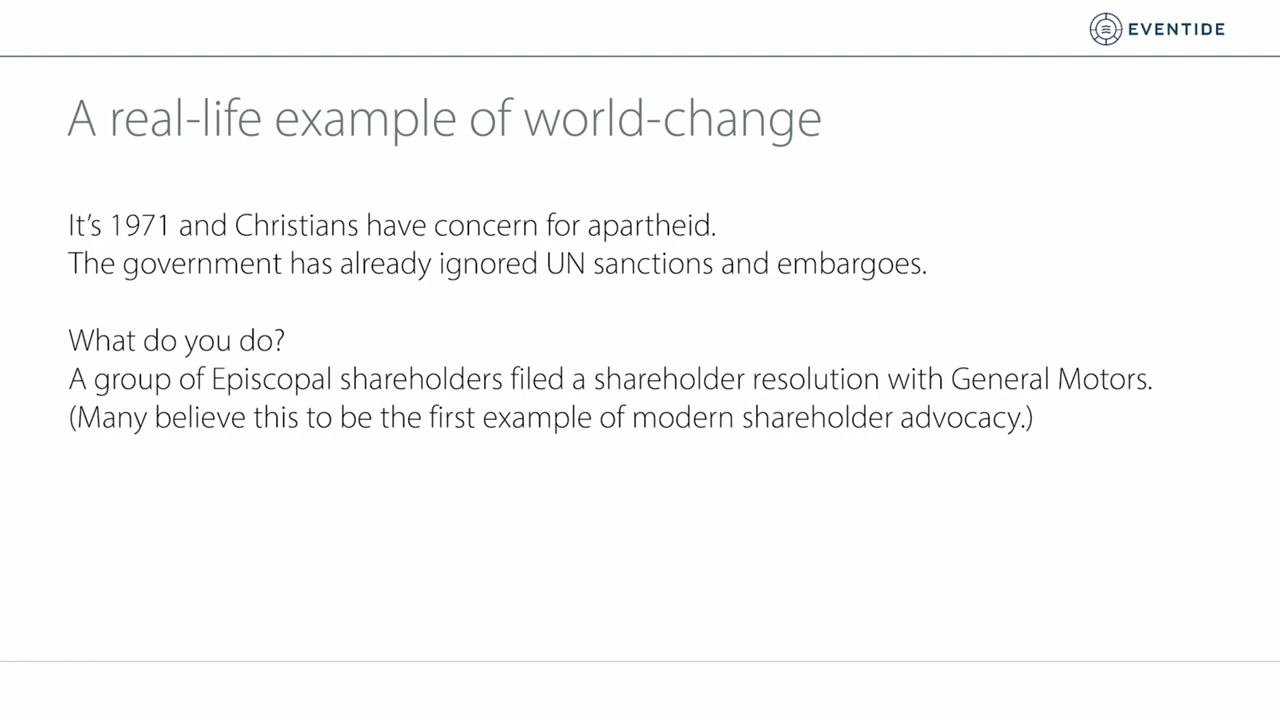 EVENTIDE
A real-life example of world-change
It’s 1971 and Christians have concern for apartheid.
The government has already ignored UN sanctions and embargoes.
What do you do?
A group of Episcopal shareholders filed a shareholder resolution with General Motors.
(Many believe this to be the first example of modern shareholder advocacy.)